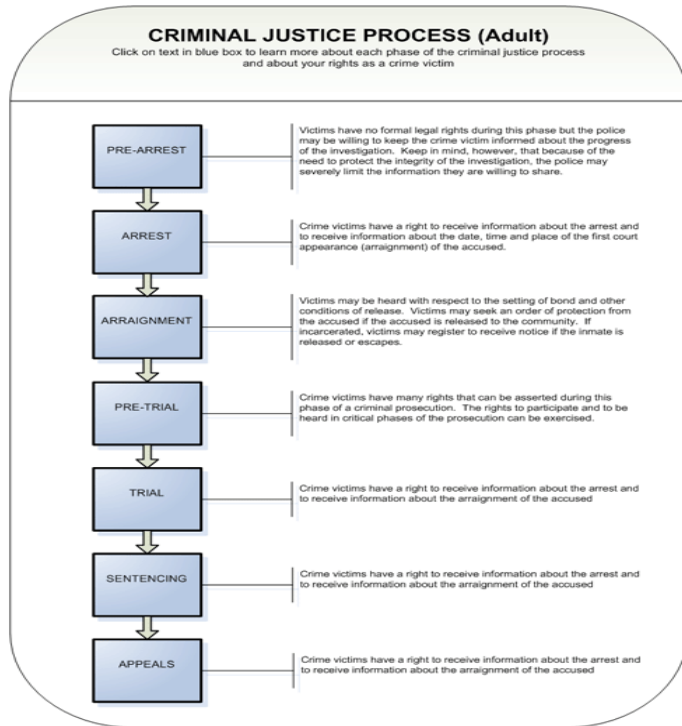 CRIMINAL JUSTICE PROCESS (Adult)
Click on text in blue box to learn more about each phase of the criminal justice process
and about your rights as a crime victim
PRE-ARREST
Victims have no formal legal rights during this phase but the police
may be willing to keep the crime victim informed about the progress
of the investigation. Keep in mind, however, that because of the
need to protect the integrity of the investigation, the police may
severely limit the information they are willing to share.
ARREST
Crime victims have a right to receive information about the arrest and
to receive information about the date, time and place of the first court
appearance (arraignment) of the accused.
ARRAIGNMENT
Victims may be heard with respect to the setting of bond and other
conditions of release. Victims may seek an order of protection from
the accused if the accused is released to the community. If
incarcerated, victims may register to receive notice if the inmate is
released or escapes.
PRE-TRIAL
Crime victims have many rights that can be asserted during this
phase of a criminal prosecution. The rights to participate and to be
heard in critical phases of the prosecution can be exercised.
TRIAL
Crime victims have a right to receive information about the arrest and
to receive information about the arraignment of the accused
SENTENCING
Crime victims have a right to receive information about the arrest and
to receive information about the arraignment of the accused
APPEALS
Crime victims have a right to receive information about the arrest and
to receive information about the arraignment of the accused